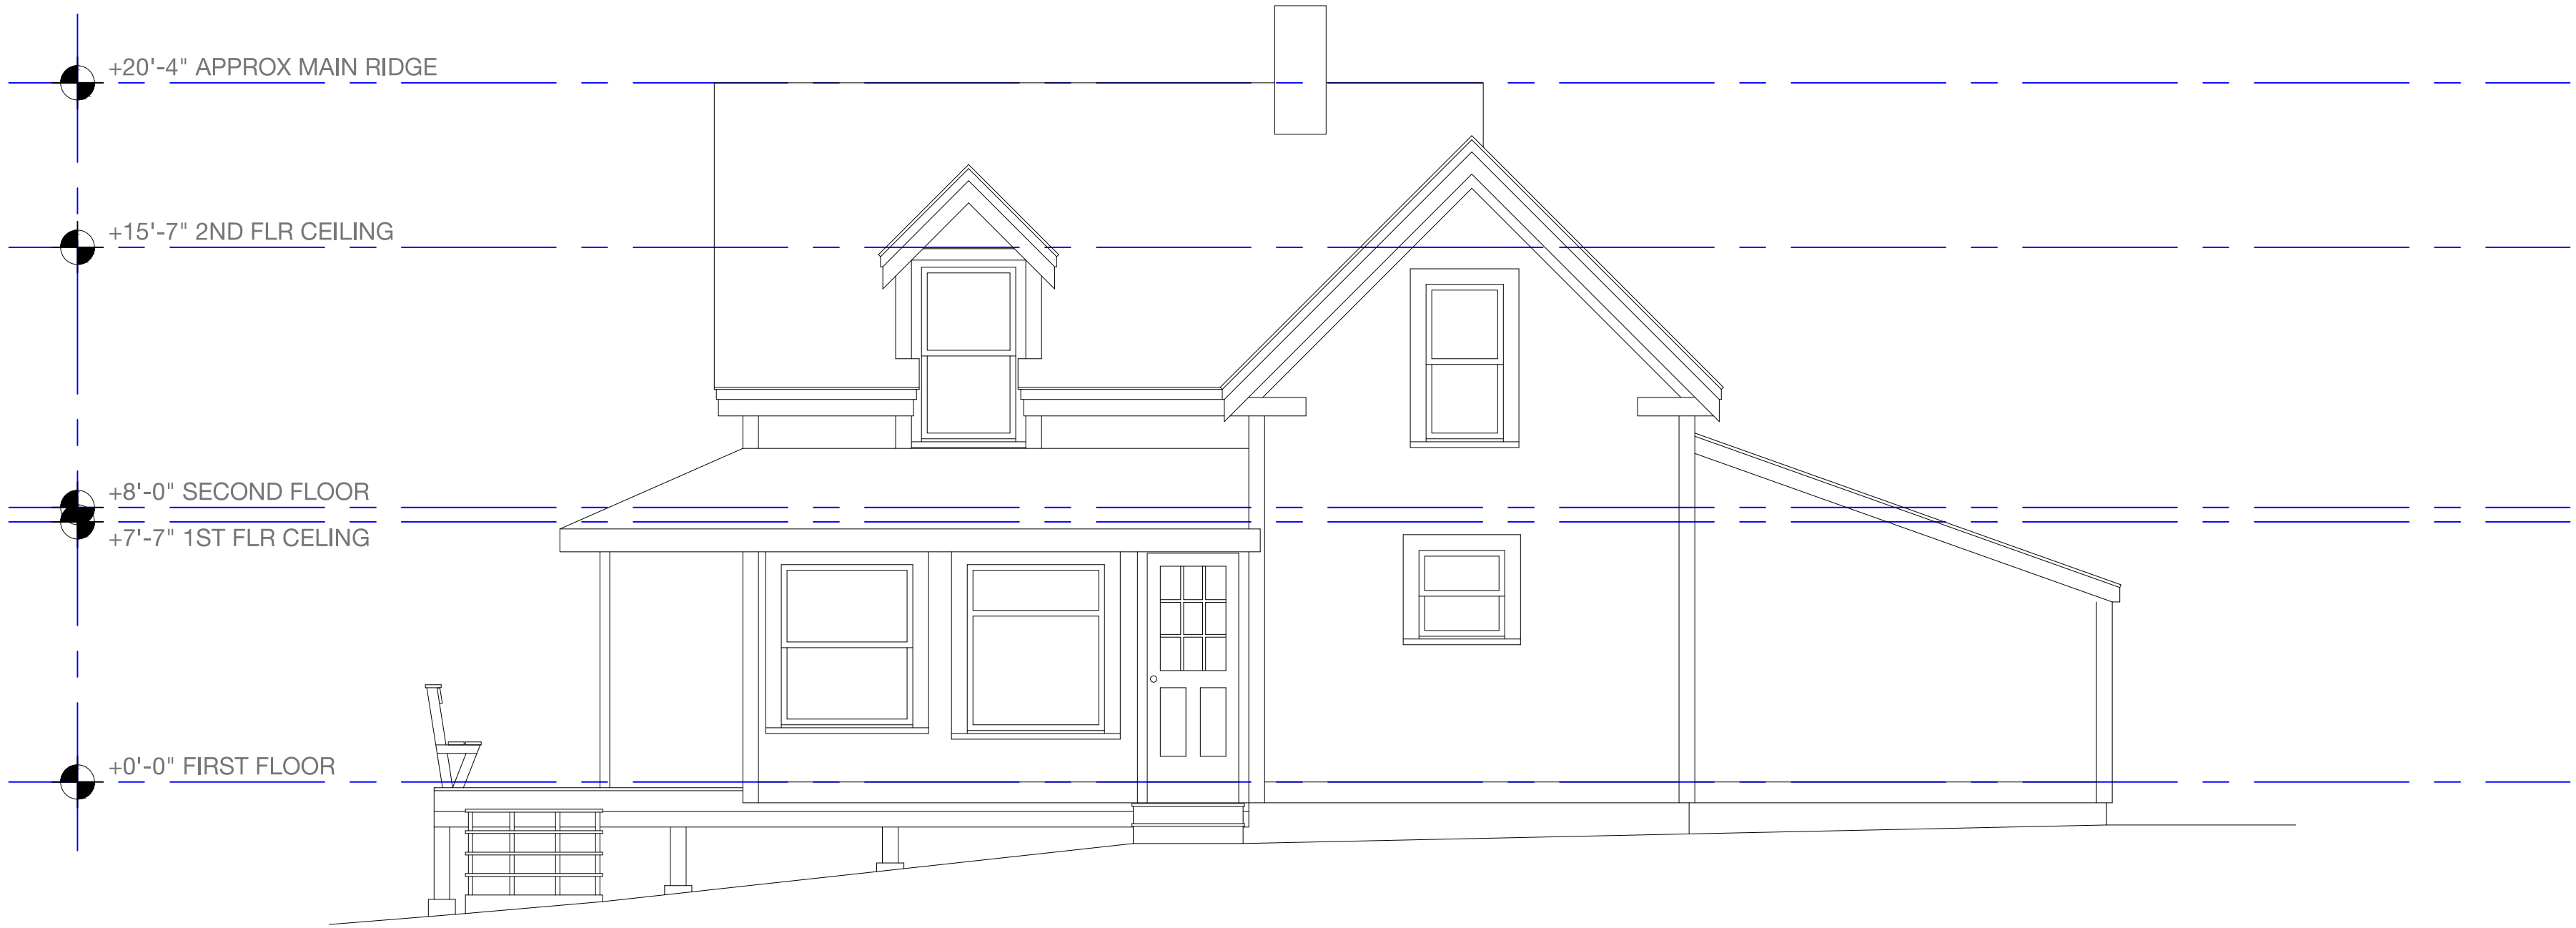 +20'-4" APPROX MAIN RIDGE
+15'-7" 2ND FLR CEILING
+8'-0" SECOND FLOOR
+7'-7" 1ST FLR CELING
+0'-0" FIRST FLOOR